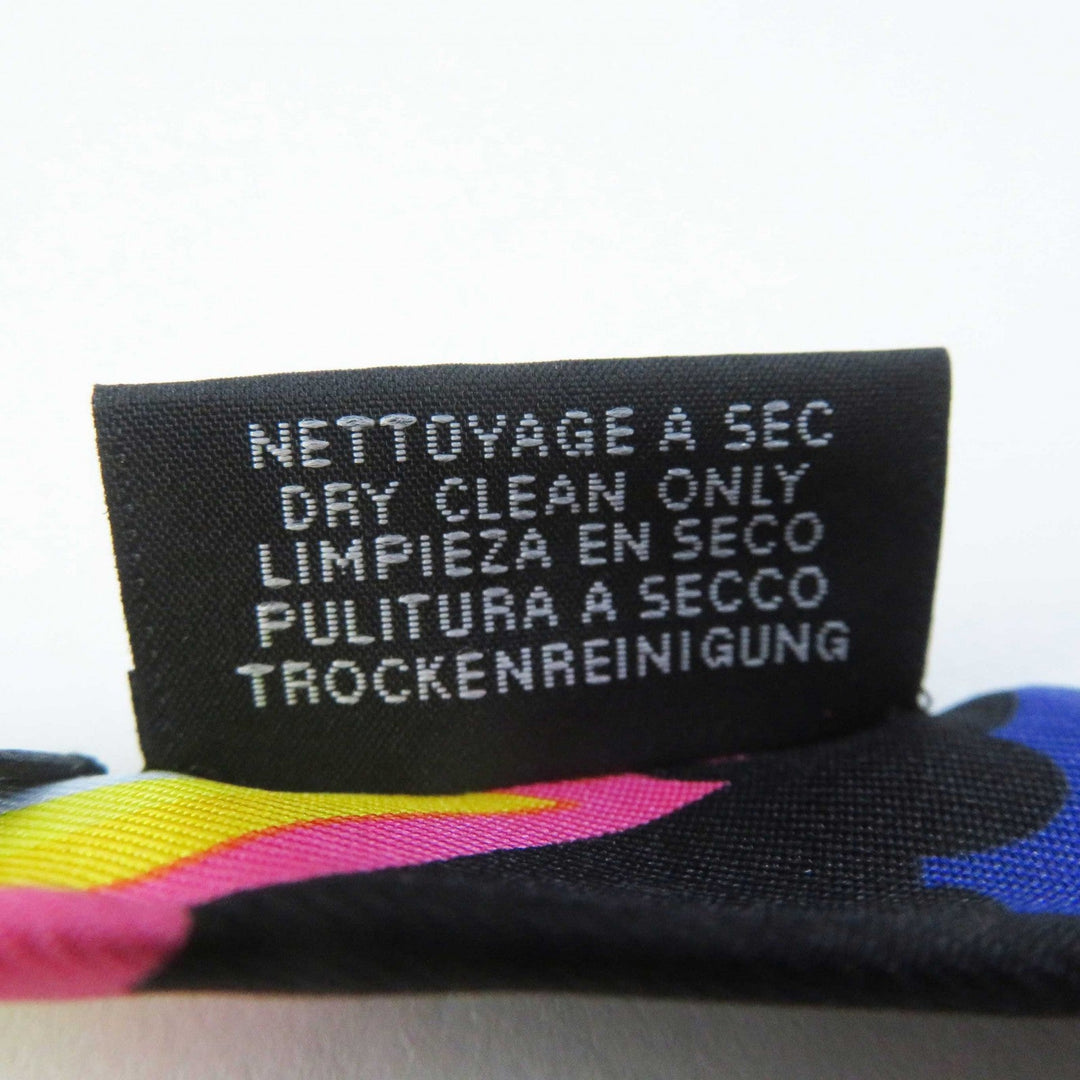 NETTOYAGE A SEC
DRY CLEAN ONLY
LIMPIEZA EN SECO
PULITURA A SECCO
TROCKENREINIGUNG